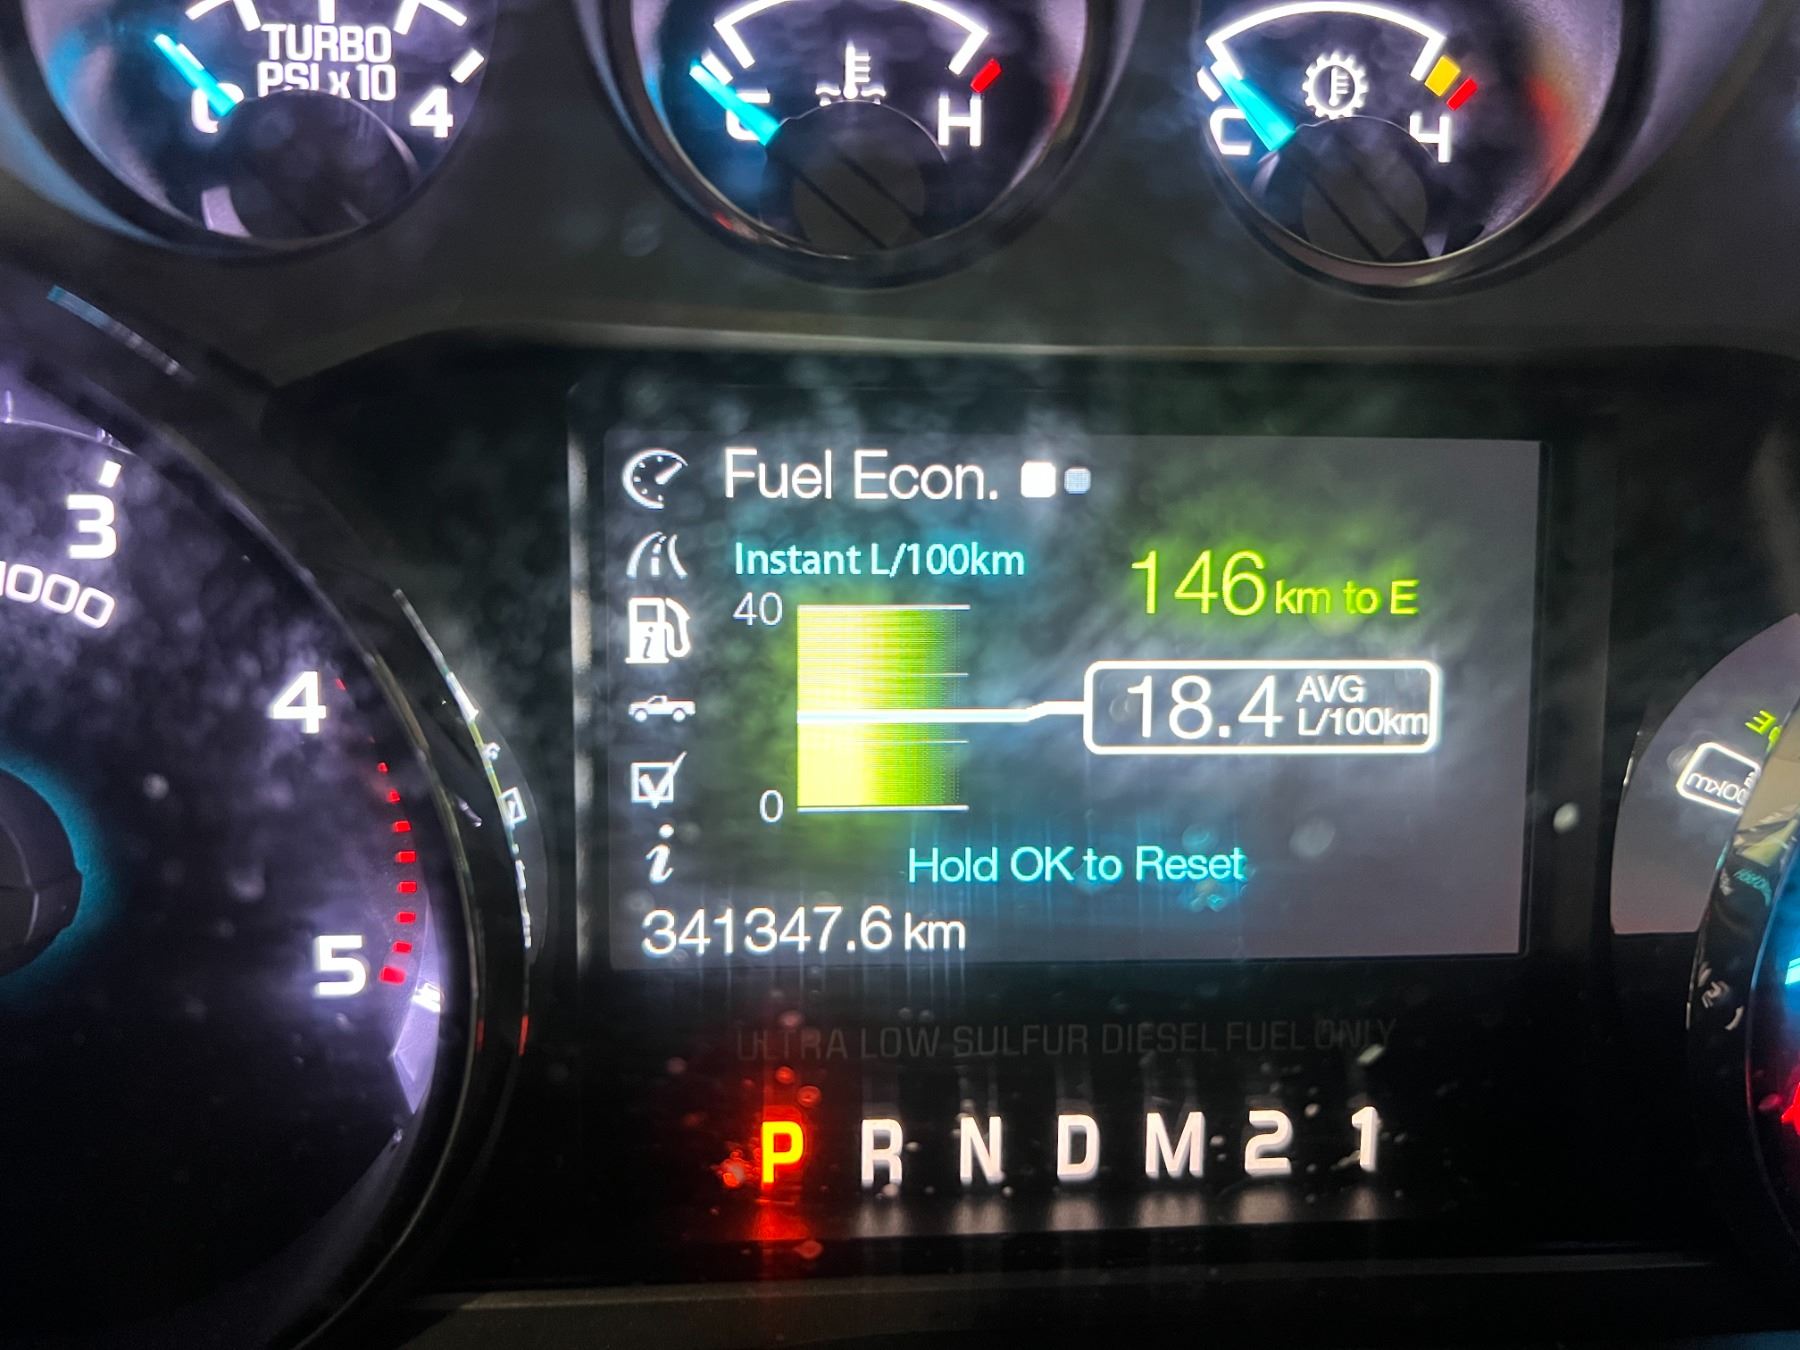 TURBO
PSI x 10
0 4
C H
C H
3
1000
4
5
Fuel Econ.
Instant L/100km
40
0
146 km to E
18.4 AVG
L/100km
Hold OK to Reset
341347.6 km
ULTRA LOW SULFUR DIESEL FUEL ONLY
P R N D M 2 1